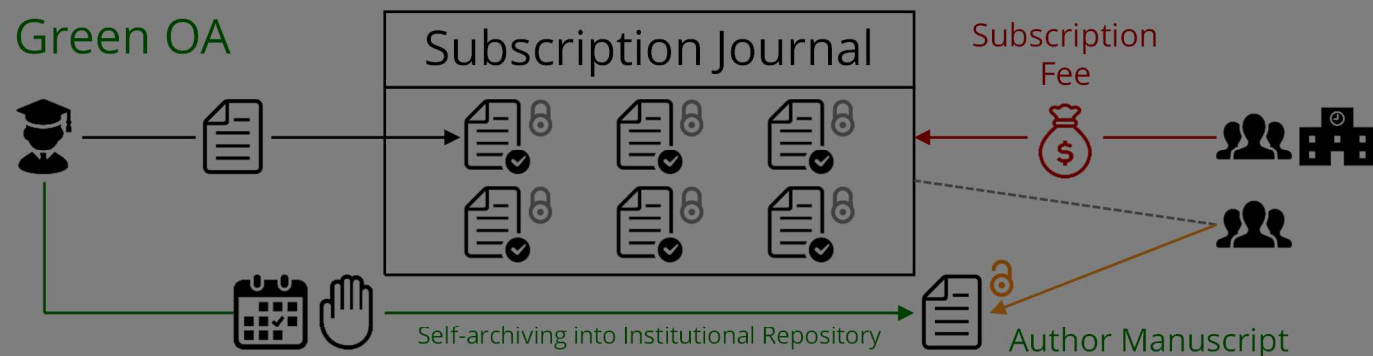 Green OA
Subscription Journal
Subscription
Fee
$
Self-archiving into Institutional Repository
Author Manuscript